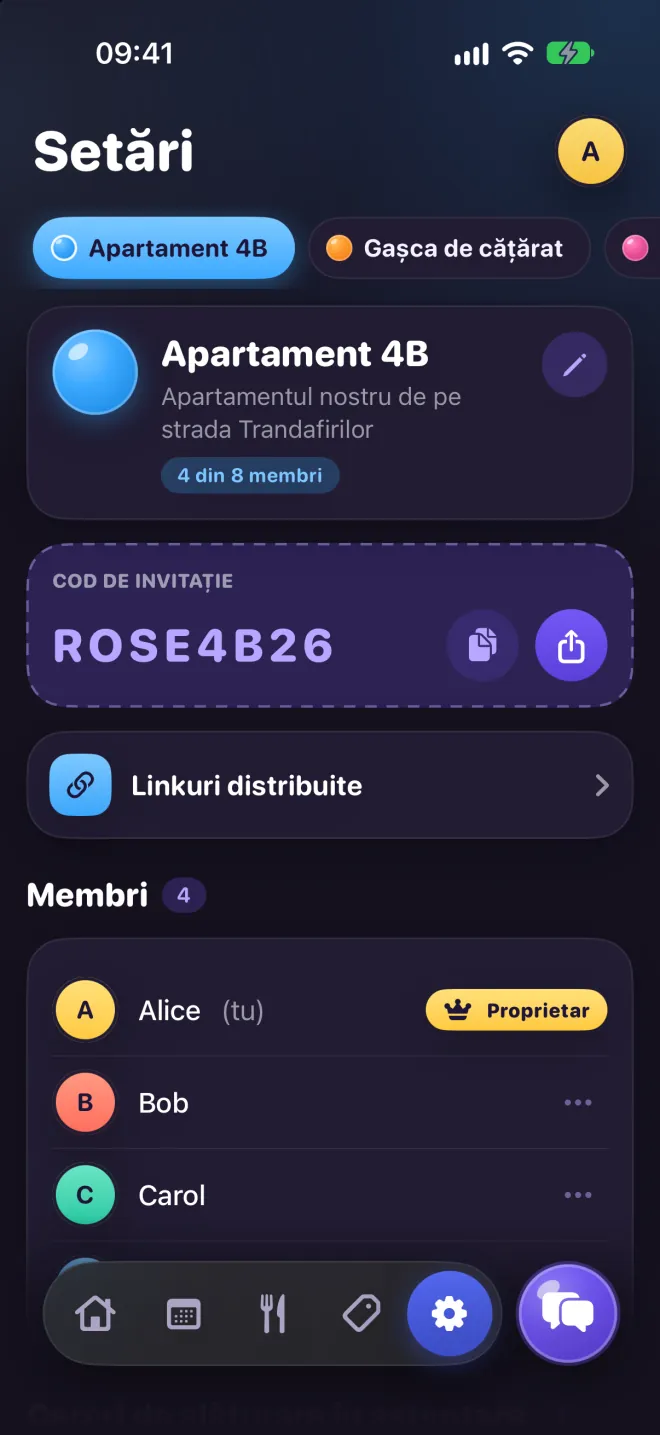 09:41
Setări
A
Apartament 4B
Gașca de cățărat
Apartament 4B
Apartamentul nostru de pe
strada Trandafirilor
4 din 8 membri
COD DE INVITAȚIE
ROSE4B26
Linkuri distribuite
Membri 4
A Alice (tu) Proprietar
B Bob
C Carol